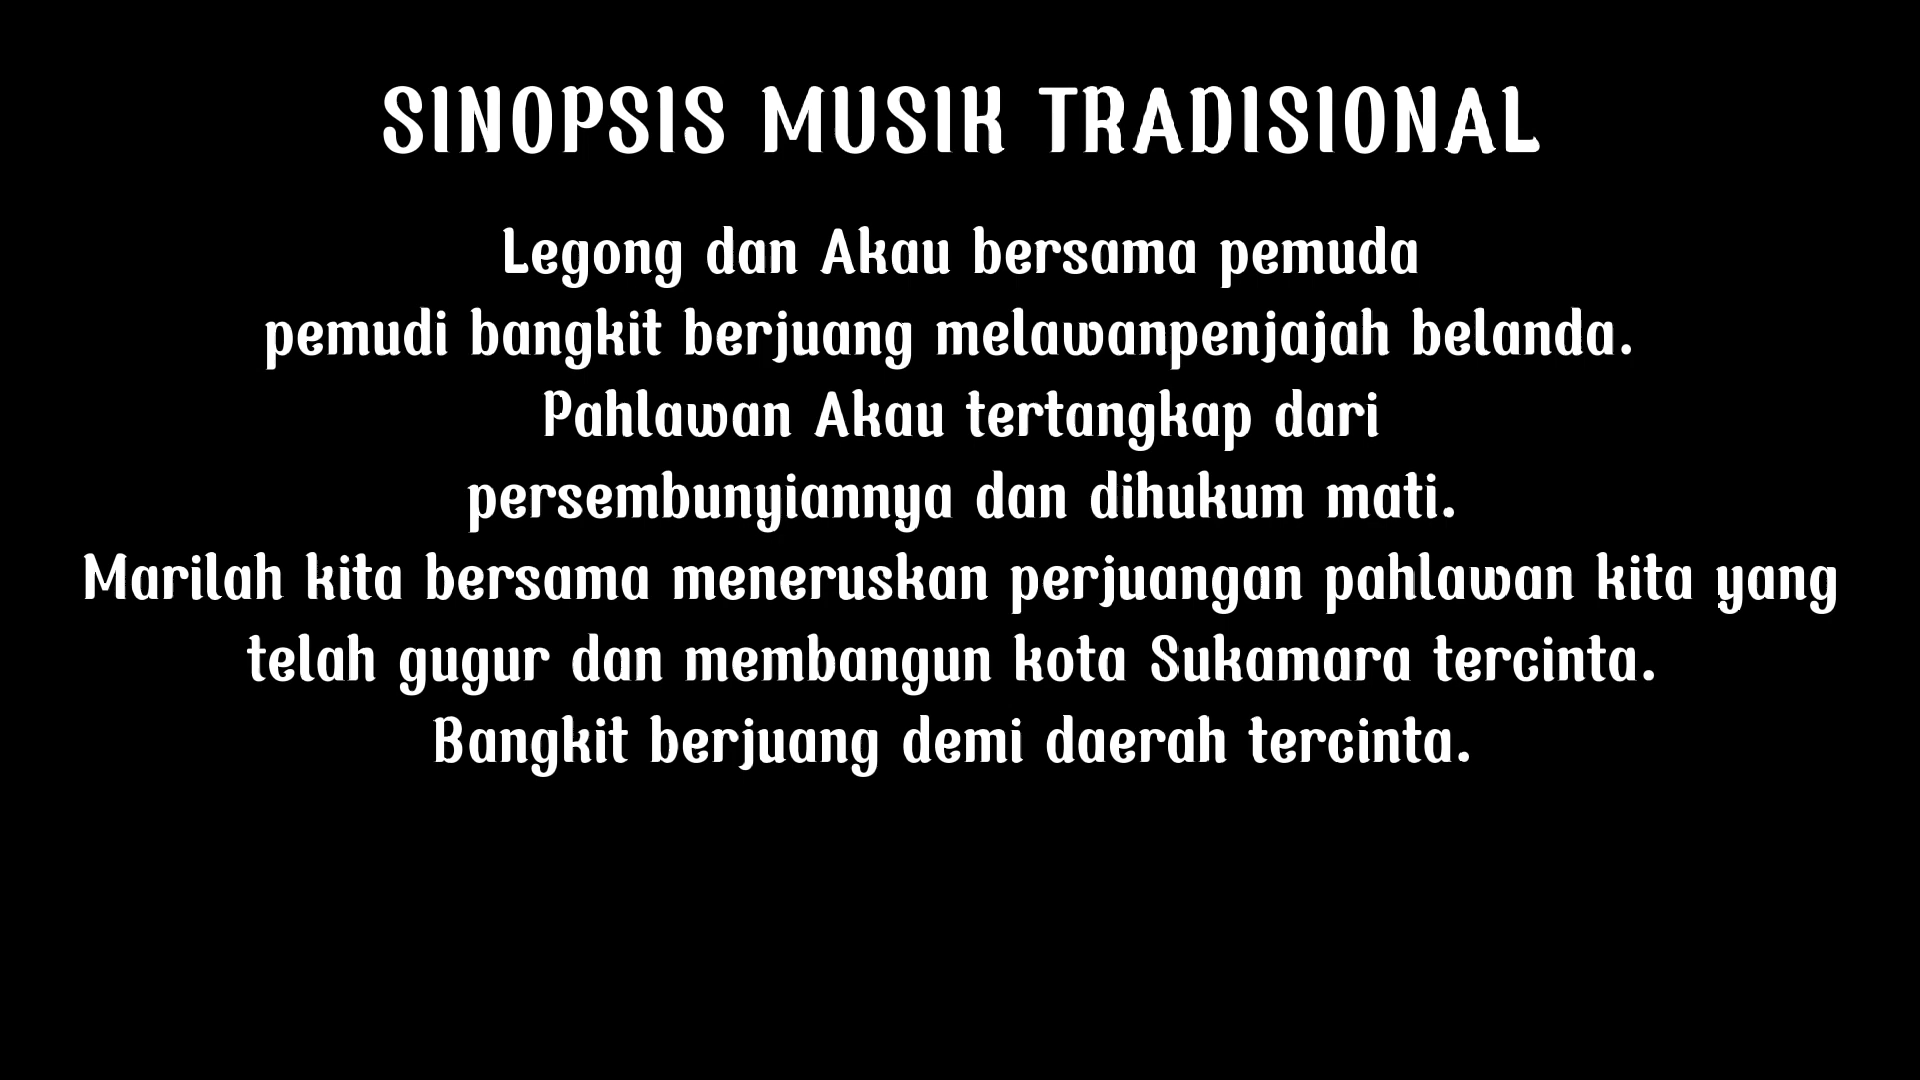 SINOPSIS MUSIK TRADISIONAL
Legong dan Akau bersama pemuda
pemudi bangkit berjuang melawanpenjajah belanda.
Pahlawan Akau tertangkap dari
persembunyiannya dan dihukum mati.
Marilah kita bersama meneruskan perjuangan pahlawan kita yang
telah gugur dan membangun kota Sukamara tercinta.
Bangkit berjuang demi daerah tercinta.